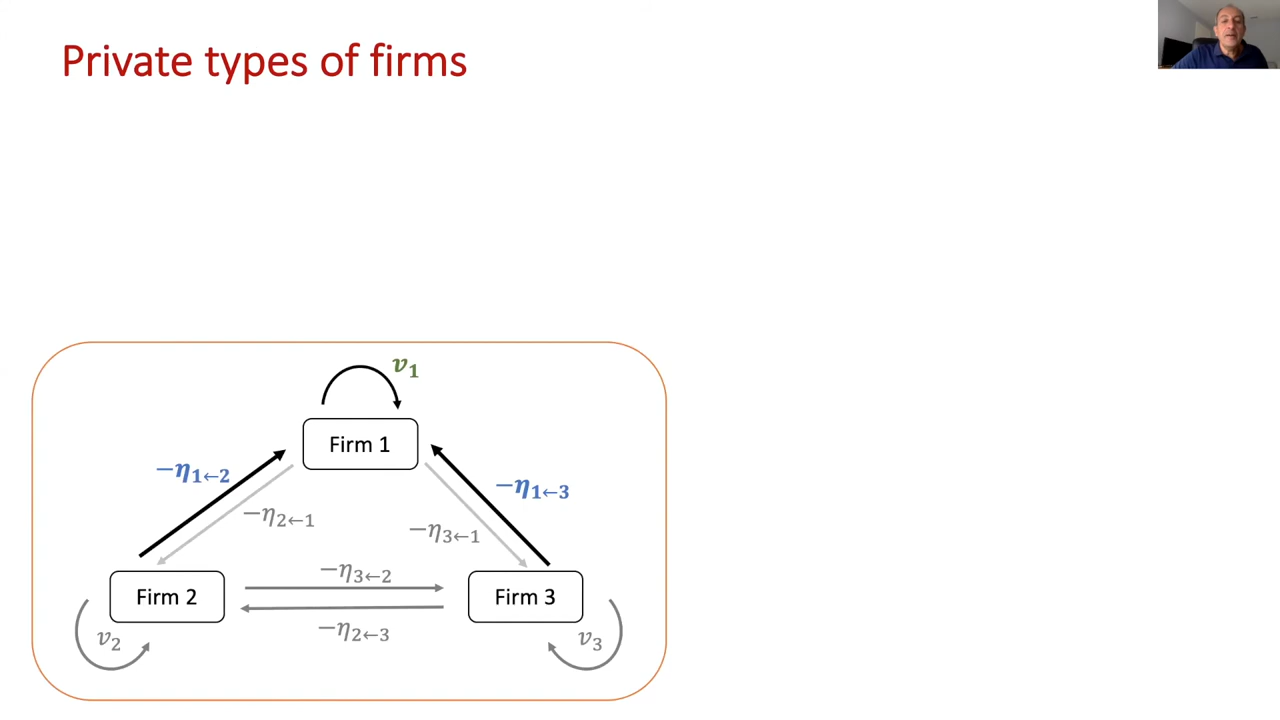 Private types of firms
v₁
Firm 1
−η₁←₂
−η₁←₃
−η₂←₁
−η₃←₁
−η₃←₂
Firm 2
Firm 3
−η₂←₃
v₂
v₃